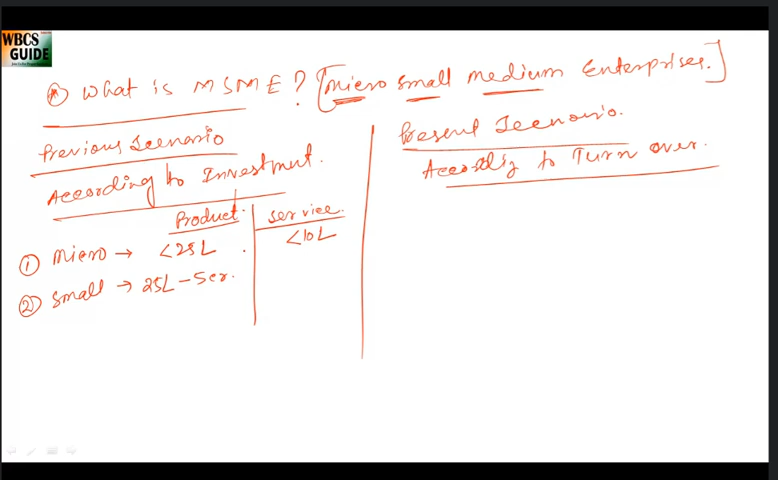 WBCS
GUIDE
What is MSME? [Micro Small Medium Enterprises.]
Previous Scenario
According to Investment.
Product. Service.
① Micro → <25L <10L
② Small → 25L - 5cr.
Present Scenario.
According to Turn over.